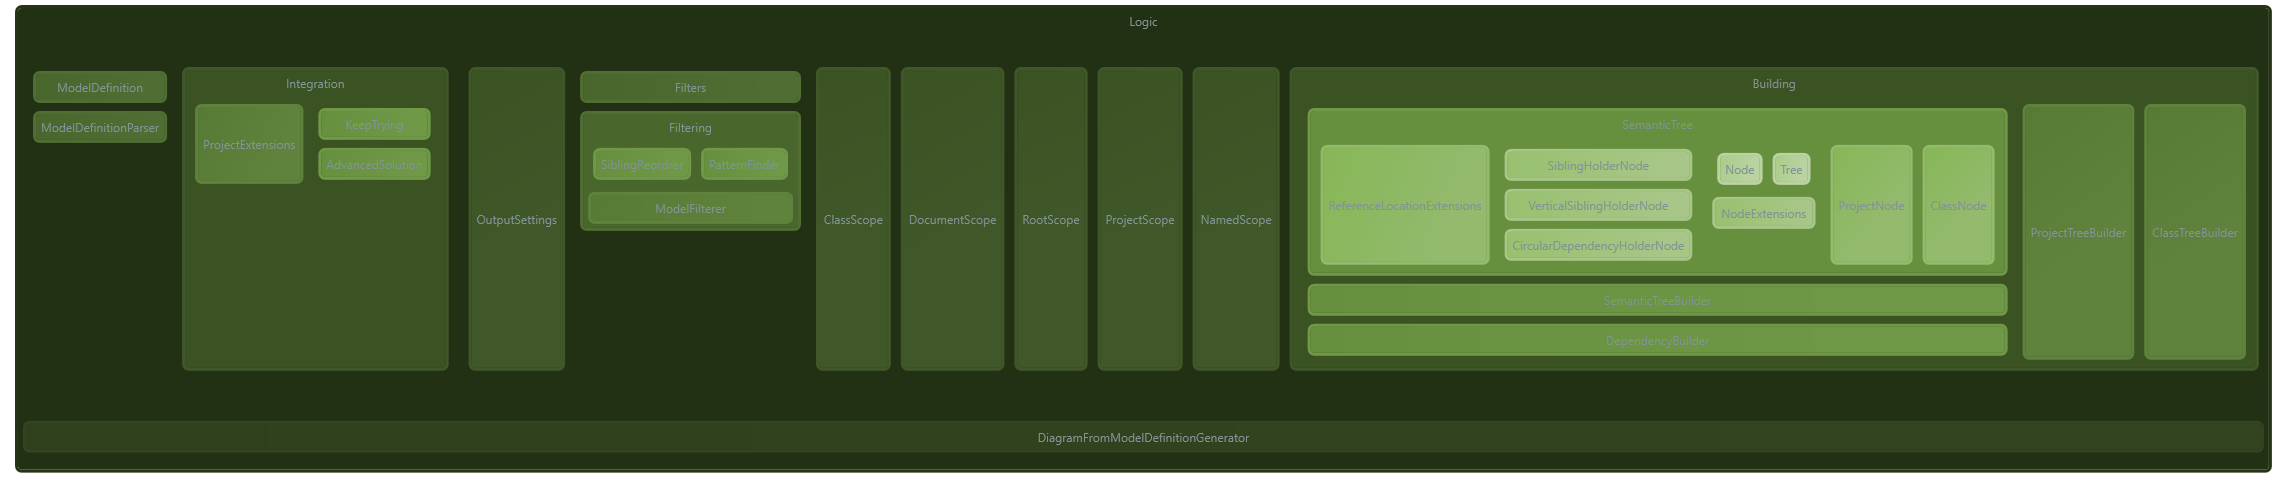 Logic
ModelDefinition
ModelDefinitionParser
Integration
ProjectExtensions
KeepTrying
AdvancedSolution
OutputSettings
Filters
Filtering
SiblingReordrer
PatternFinder
ModelFilterer
ClassScope
DocumentScope
RootScope
ProjectScope
NamedScope
Building
SemanticTree
ReferenceLocationExtensions
SiblingHolderNode
VerticalSiblingHolderNode
CircularDependencyHolderNode
Node
Tree
NodeExtensions
ProjectNode
ClassNode
SemanticTreeBuilder
DependencyBuilder
ProjectTreeBuilder
ClassTreeBuilder
DiagramFromModelDefinitionGenerator